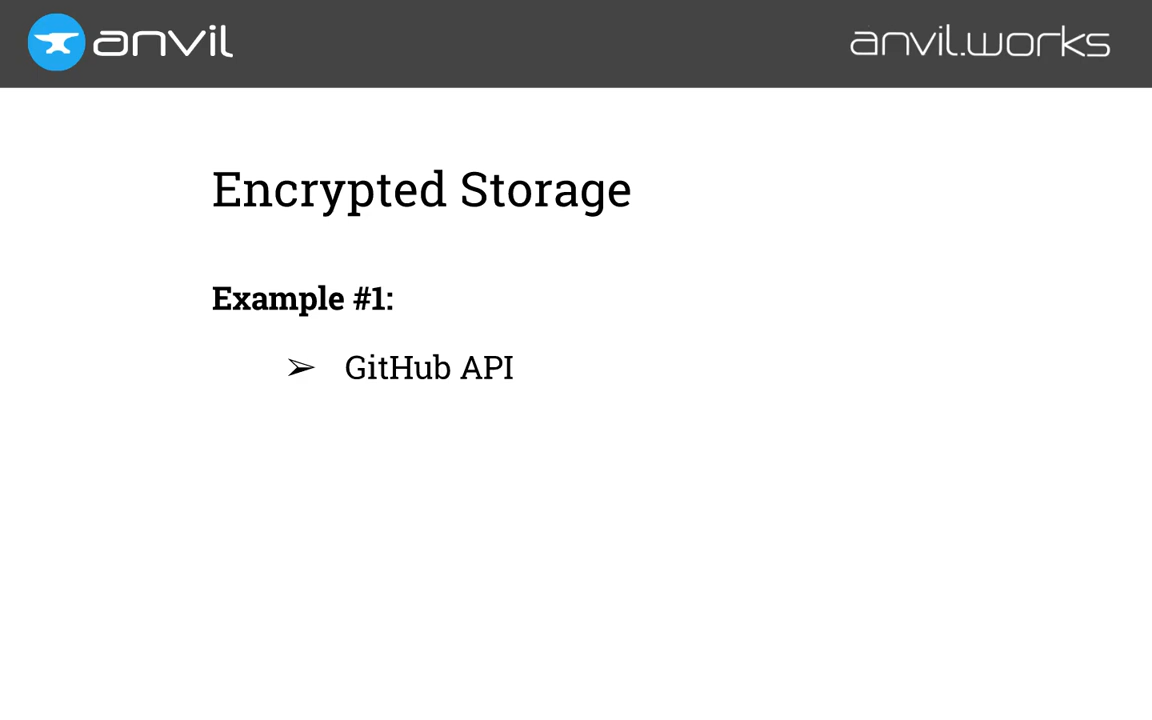 anvil
anvil.works
Encrypted Storage
Example #1:
➢ GitHub API